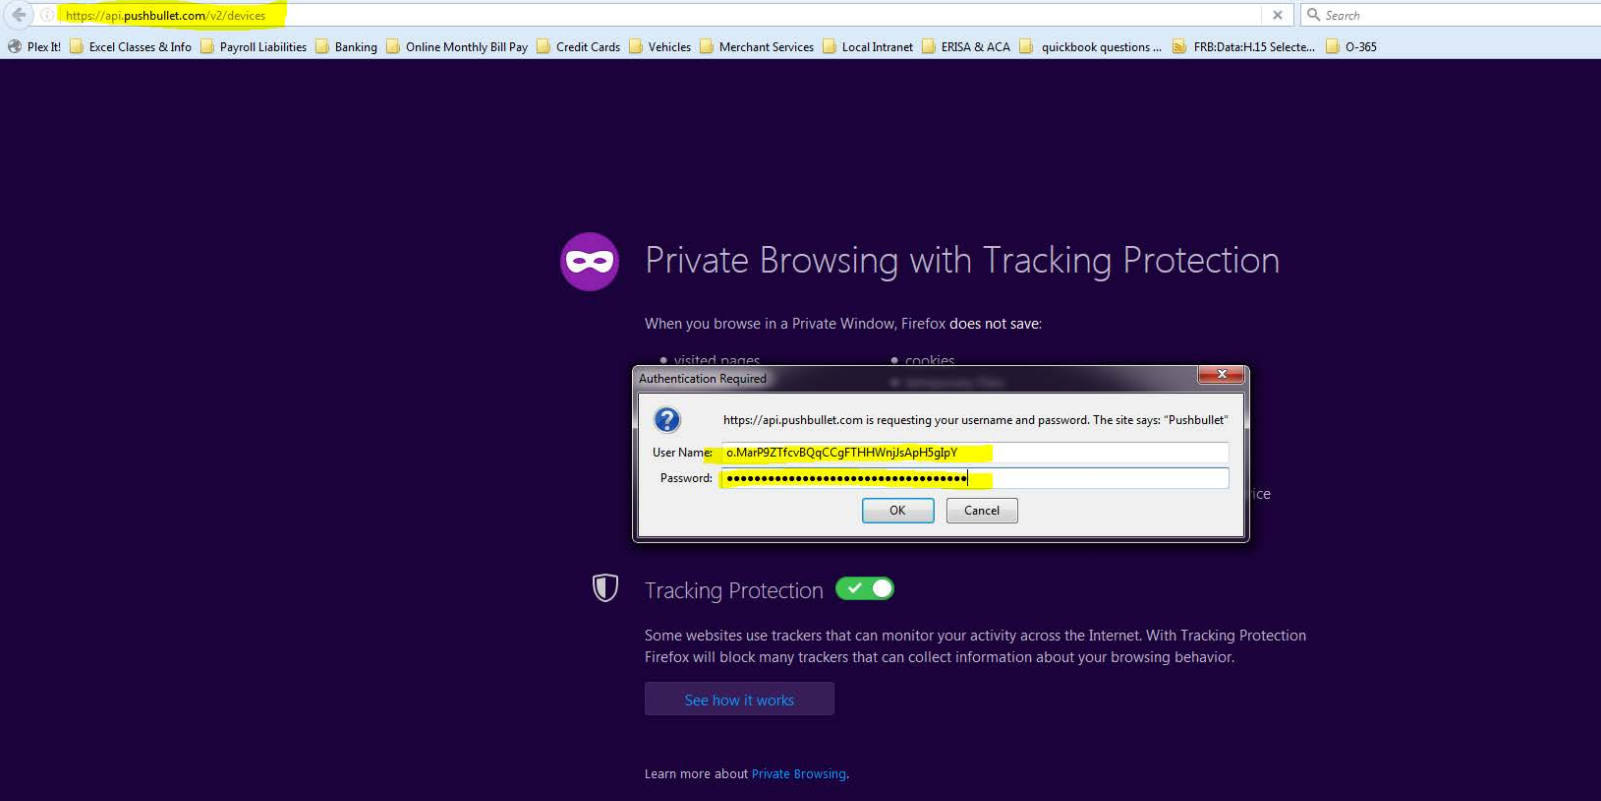 https://api.pushbullet.com/v2/devices
Search
Plex It! Excel Classes & Info Payroll Liabilities Banking Online Monthly Bill Pay Credit Cards Vehicles Merchant Services Local Intranet ERISA & ACA quickbook questions ... FRB:Data:H.15 Selecte... O-365
Private Browsing with Tracking Protection
When you browse in a Private Window, Firefox does not save:
visited pages
cookies
temporary files
Authentication Required
https://api.pushbullet.com is requesting your username and password. The site says: "Pushbullet"
User Name: o.MarP9ZTfcvBQqCCgFTHHWnjJsApH5gIpY
Password: •••••••••••••••••••••••••••••••••••
OK Cancel
Tracking Protection
Some websites use trackers that can monitor your activity across the Internet. With Tracking Protection
Firefox will block many trackers that can collect information about your browsing behavior.
See how it works
Learn more about Private Browsing.